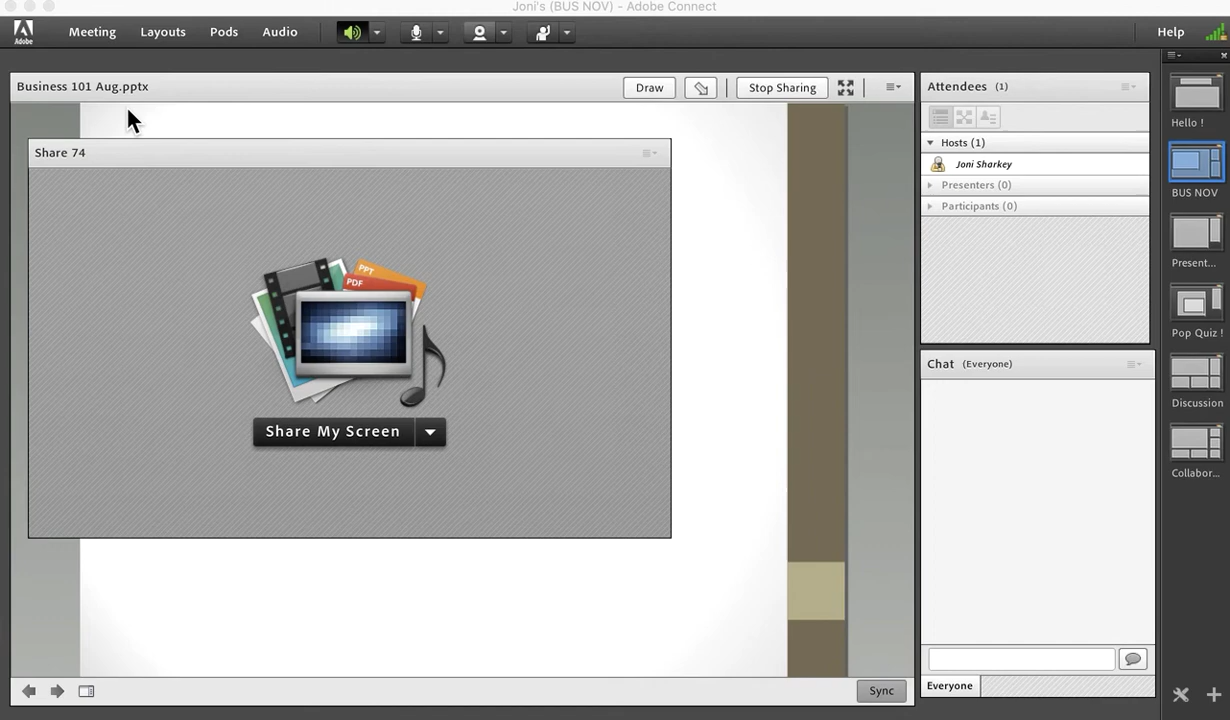 Joni's (BUS NOV) - Adobe Connect
Adobe
Meeting
Layouts
Pods
Audio
Help
Business 101 Aug.pptx
Draw
Stop Sharing
Share 74
PPT
PDF
Share My Screen
Sync
Attendees (1)
Hosts (1)
Joni Sharkey
Presenters (0)
Participants (0)
Chat (Everyone)
Everyone
Hello !
BUS NOV
Present...
Pop Quiz !
Discussion
Collabor...